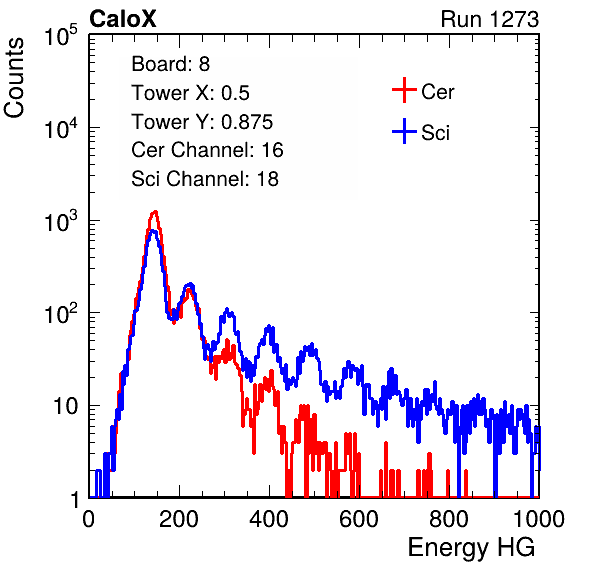 CaloX Run 1273
Counts
10^5
10^4
10^3
10^2
10
1
Board: 8
Tower X: 0.5
Tower Y: 0.875
Cer Channel: 16
Sci Channel: 18
Cer
Sci
0 200 400 600 800 1000
Energy HG